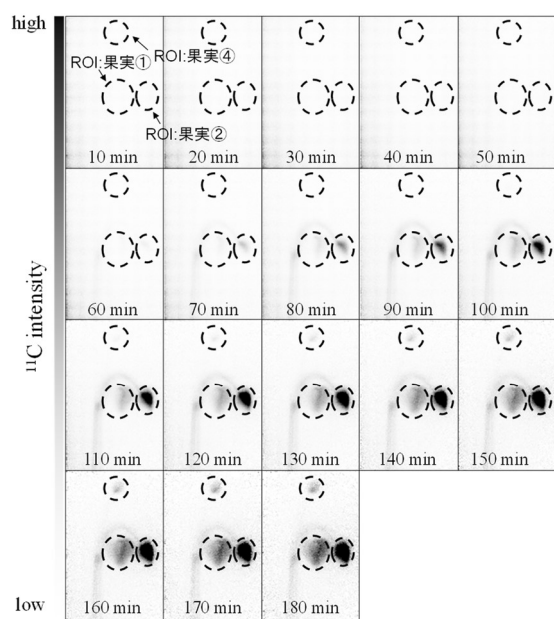 high
ROI:果実①
ROI:果実④
ROI:果実②
10 min
20 min
30 min
40 min
50 min
60 min
70 min
80 min
90 min
100 min
110 min
120 min
130 min
140 min
150 min
160 min
170 min
180 min
¹¹C intensity
low